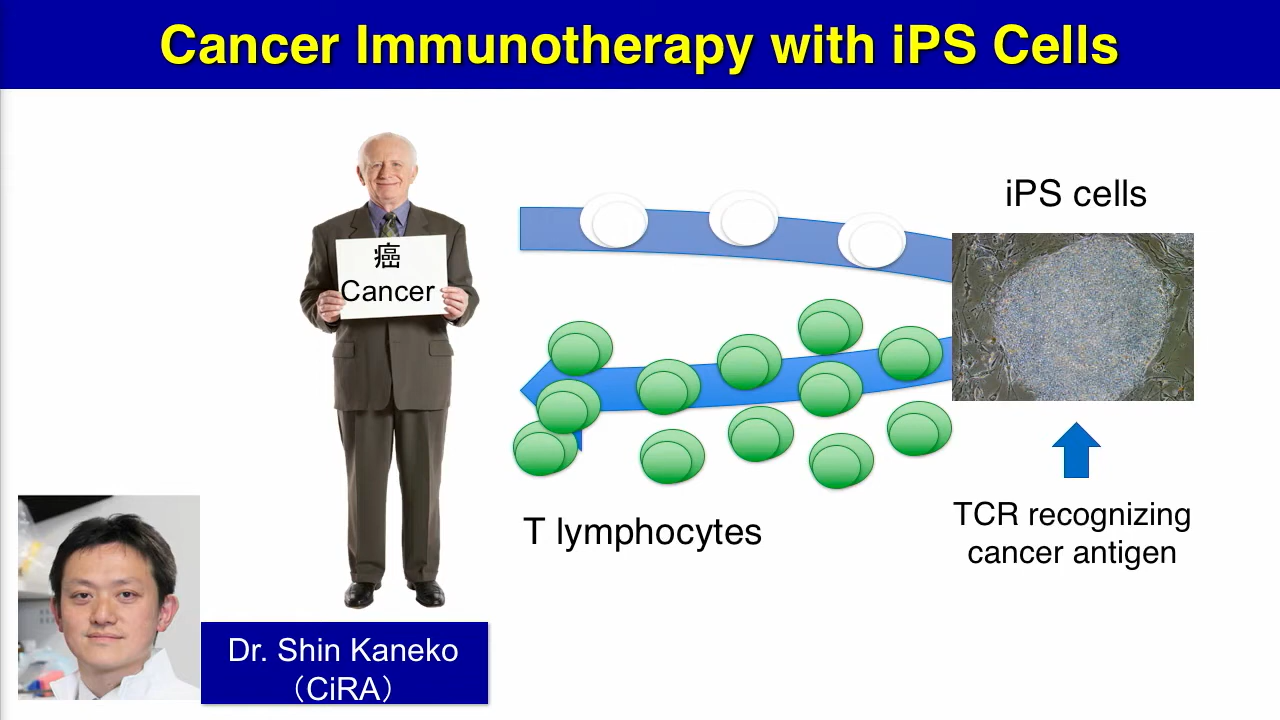 Cancer Immunotherapy with iPS Cells
癌
Cancer
iPS cells
T lymphocytes
TCR recognizing
cancer antigen
Dr. Shin Kaneko
（CiRA）